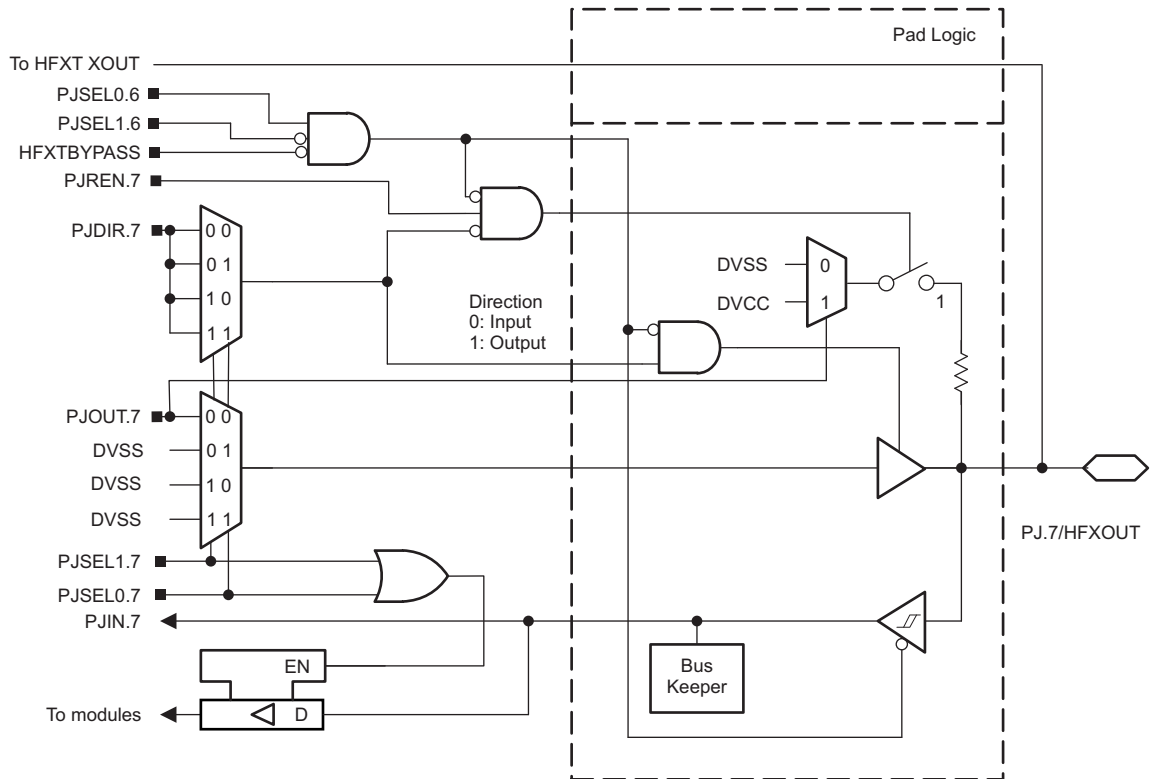 Pad Logic
To HFXT XOUT
PJSEL0.6
PJSEL1.6
HFXTBYPASS
PJREN.7
PJDIR.7
0 0
0 1
1 0
1 1
Direction
0: Input
1: Output
DVSS
0
DVCC
1
1
PJOUT.7
0 0
DVSS
0 1
DVSS
1 0
DVSS
1 1
PJ.7/HFXOUT
PJSEL1.7
PJSEL0.7
PJIN.7
Bus
Keeper
EN
To modules
D